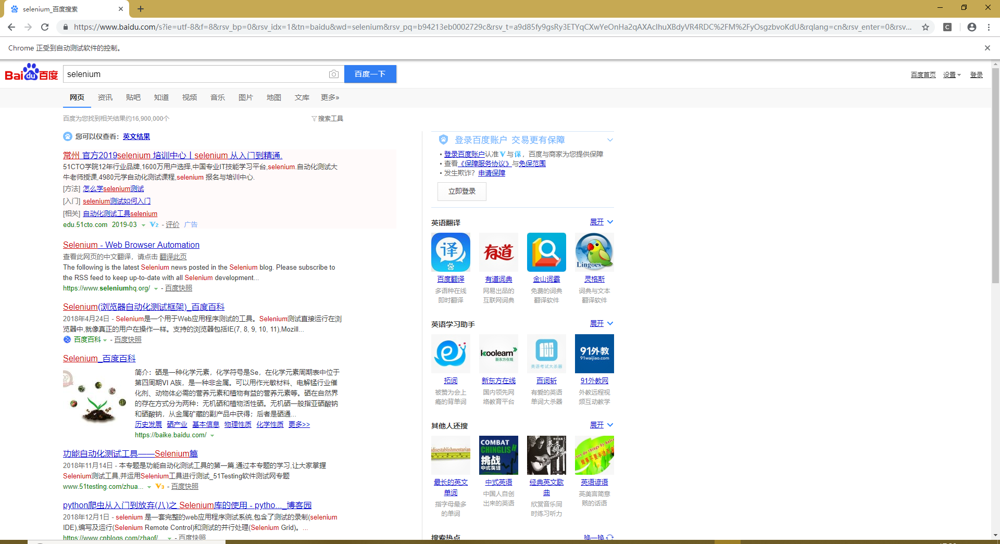 selenium_百度搜索
https://www.baidu.com/s?ie=utf-8&f=8&rsv_bp=0&rsv_idx=1&tn=baidu&wd=selenium&rsv_pq=b94213eb0002729c&rsv_t=a9d85fy9gsRy3ETYqCXwYeOnHa2qAXAcIhuXBdyVR4RDC%2FM%2FyOsgzbvoKdU&rqlang=cn&rsv_enter=0&rsv...
Chrome 正受到自动测试软件的控制。
Baidu百度
selenium
百度一下
百度首页 设置 登录
网页 资讯 贴吧 知道 视频 音乐 图片 地图 文库 更多»
百度为您找到相关结果约16,900,000个
搜索工具
您可以仅查看：英文结果
常州 官方2019selenium 培训中心丨selenium 从入门到精通.
51CTO学院12年行业品牌,1600万用户选择,中国专业IT技能学习平台,selenium.自动化测试大
牛老师授课,4980元学自动化测试课程,selenium 报名与培训中心.
[方法] 怎么学selenium测试
[入门] selenium测试如何入门
[相关] 自动化测试工具selenium
edu.51cto.com 2019-03 V2 - 评价 广告
Selenium - Web Browser Automation
查看此网页的中文翻译，请点击 翻译此页
The following is the latest Selenium news posted in the Selenium blog. Please subscribe to
the RSS feed to keep up-to-date with all Selenium development...
https://www.seleniumhq.org/ - 百度快照
Selenium(浏览器自动化测试框架)_百度百科
2018年4月24日 - Selenium是一个用于Web应用程序测试的工具。Selenium测试直接运行在浏
览器中,就像真正的用户在操作一样。支持的浏览器包括IE(7, 8, 9, 10, 11),Mozill...
百度百科 - 百度快照
Selenium_百度百科
简介：硒是一种化学元素，化学符号是Se，在化学元素周期表中位于
第四周期VI A族，是一种非金属。可以用作光敏材料、电解锰行业催
化剂、动物体必需的营养元素和植物有益的营养元素等。硒在自然界
的存在方式分为两种：无机硒和植物活性硒。无机硒一般指亚硒酸钠
和硒酸钠，从金属矿藏的副产品中获得；后者是硒通...
历史发展 硒产业 基本信息 物理性质 化学性质 更多>>
https://baike.baidu.com/
功能自动化测试工具——Selenium篇
2018年11月14日 - 本专题是功能自动化测试工具的第一篇,通过本专题的学习,让大家掌握
Selenium测试工具,并运用Selenium工具进行测试_51Testing软件测试网专题
www.51testing.com/zhua... V3 - 百度快照
python爬虫从入门到放弃(八)之 Selenium库的使用 - pytho..._博客园
2018年12月1日 - selenium 是一套完整的web应用程序测试系统,包含了测试的录制(selenium
IDE),编写及运行(Selenium Remote Control)和测试的并行处理(Selenium Grid)。...
https://www.cnblogs.com/zhaof/... - 百度快照
登录百度账户 交易更有保障
登录百度账户认准V与保，百度与商家为您提供保障
查看《保障服务协议》与免保范围
发生欺诈？申请保障
立即登录
英语翻译 展开
译 有道 Lingoes
百度翻译 有道词典 金山词霸 灵格斯
多语种在线 网易出品的 免费的词典 词典与文本
即时翻译 互联网词典 翻译软件 翻译软件
英语学习助手 展开
koolearn 新东方在线
英语考试大杀器
91外教
91waijiao.com
拓词 新东方在线 百词斩 91外教网
被赞为会上 国内领先网 有爱的英语 外教远程视
瘾的背单词 络教育平台 单词大杀器 频互动教学
其他人还搜 展开
idisestablishmentarian
COMBAT
CHINGLISH
挑战
中式英语
英文歌曲
ver do things by halve
做事不要半途而废
最长的英文 中式英语 经典英文歌 英语谚语
单词 曲
中国人自创 英美言简意
出来的英语 赅的话语
指字母最多 欣赏音乐同
的单词 时练习听力
搜索热点 换一换